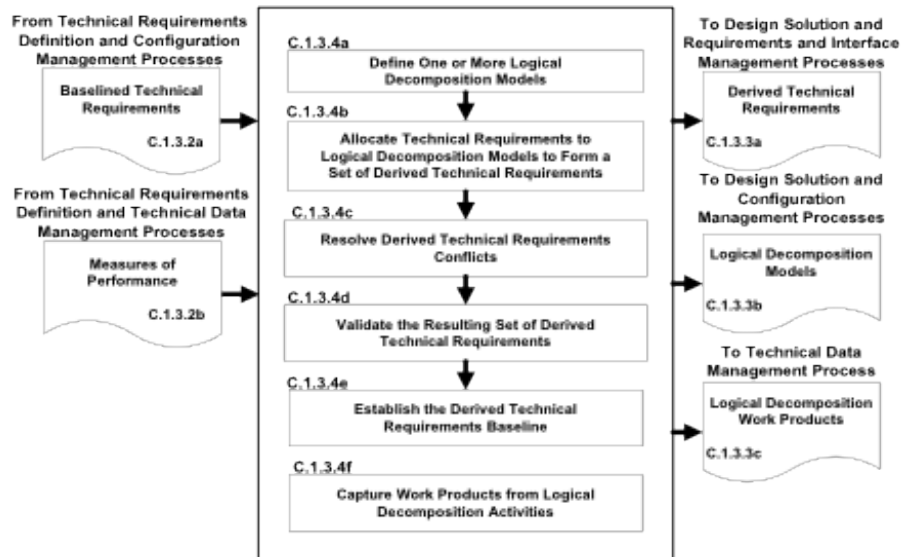 From Technical Requirements
Definition and Configuration
Management Processes
Baselined Technical
Requirements
C.1.3.2a
From Technical Requirements
Definition and Technical Data
Management Processes
Measures of
Performance
C.1.3.2b
C.1.3.4a
Define One or More Logical
Decomposition Models
C.1.3.4b
Allocate Technical Requirements to
Logical Decomposition Models to Form a
Set of Derived Technical Requirements
C.1.3.4c
Resolve Derived Technical Requirements
Conflicts
C.1.3.4d
Validate the Resulting Set of Derived
Technical Requirements
C.1.3.4e
Establish the Derived Technical
Requirements Baseline
C.1.3.4f
Capture Work Products from Logical
Decomposition Activities
To Design Solution and
Requirements and Interface
Management Processes
Derived Technical
Requirements
C.1.3.3a
To Design Solution and
Configuration
Management Processes
Logical Decomposition
Models
C.1.3.3b
To Technical Data
Management Process
Logical Decomposition
Work Products
C.1.3.3c